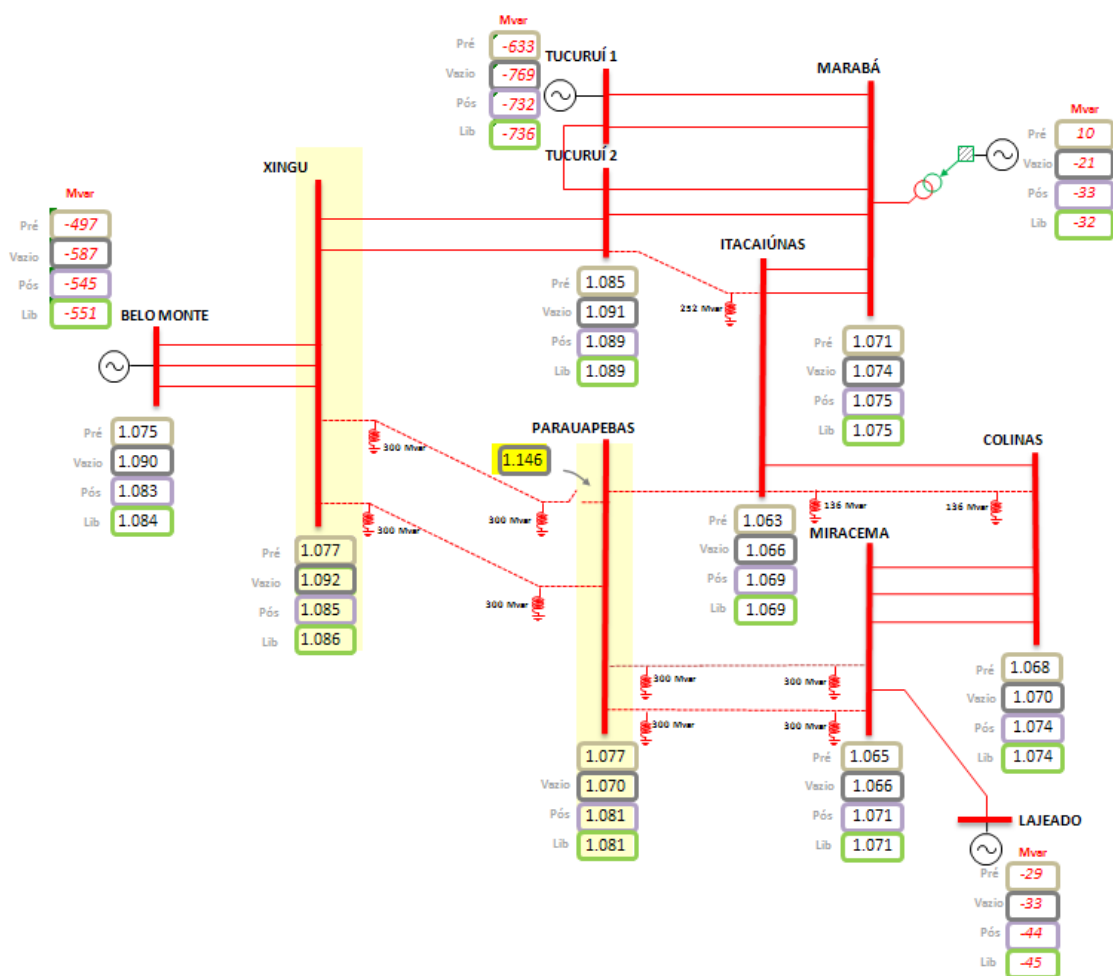 Mvar
Pré -633
Vazio -769
Pós -732
Lib -736
TUCURUÍ 1
MARABÁ
Mvar
Pré 10
Vazio -21
Pós -33
Lib -32
TUCURUÍ 2
XINGU
Mvar
Pré -497
Vazio -587
Pós -545
Lib -551
BELO MONTE
ITACAIÚNAS
252 Mvar
Pré 1.085
Vazio 1.091
Pós 1.089
Lib 1.089
Pré 1.071
Vazio 1.074
Pós 1.075
Lib 1.075
Pré 1.075
Vazio 1.090
Pós 1.083
Lib 1.084
PARAUAPEBAS
COLINAS
300 Mvar
1.146
300 Mvar
300 Mvar
136 Mvar
136 Mvar
300 Mvar
Pré 1.063
Vazio 1.066
Pós 1.069
Lib 1.069
MIRACEMA
Pré 1.077
Vazio 1.092
Pós 1.085
Lib 1.086
300 Mvar
300 Mvar
300 Mvar
300 Mvar
Pré 1.068
Vazio 1.070
Pós 1.074
Lib 1.074
1.077
Vazio 1.070
Pós 1.081
Lib 1.081
Pré 1.065
Vazio 1.066
Pós 1.071
Lib 1.071
LAJEADO
Mvar
Pré -29
Vazio -33
Pós -44
Lib -45